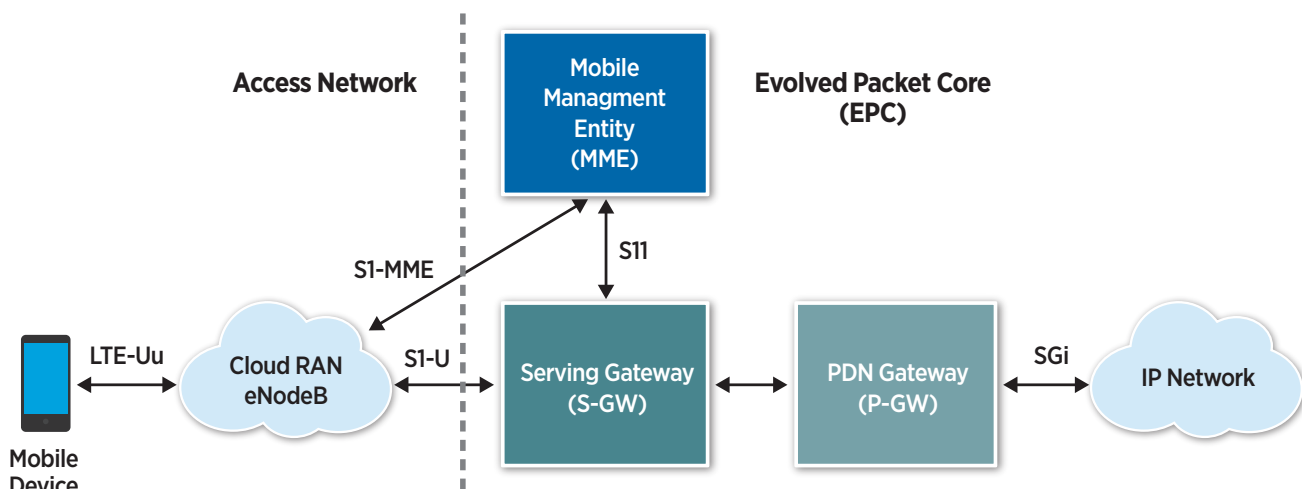 Access Network
Mobile
Managment
Entity
(MME)
Evolved Packet Core
(EPC)
S1-MME
S11
LTE-Uu
Cloud RAN
eNodeB
S1-U
Serving Gateway
(S-GW)
PDN Gateway
(P-GW)
SGi
IP Network
Mobile
Device